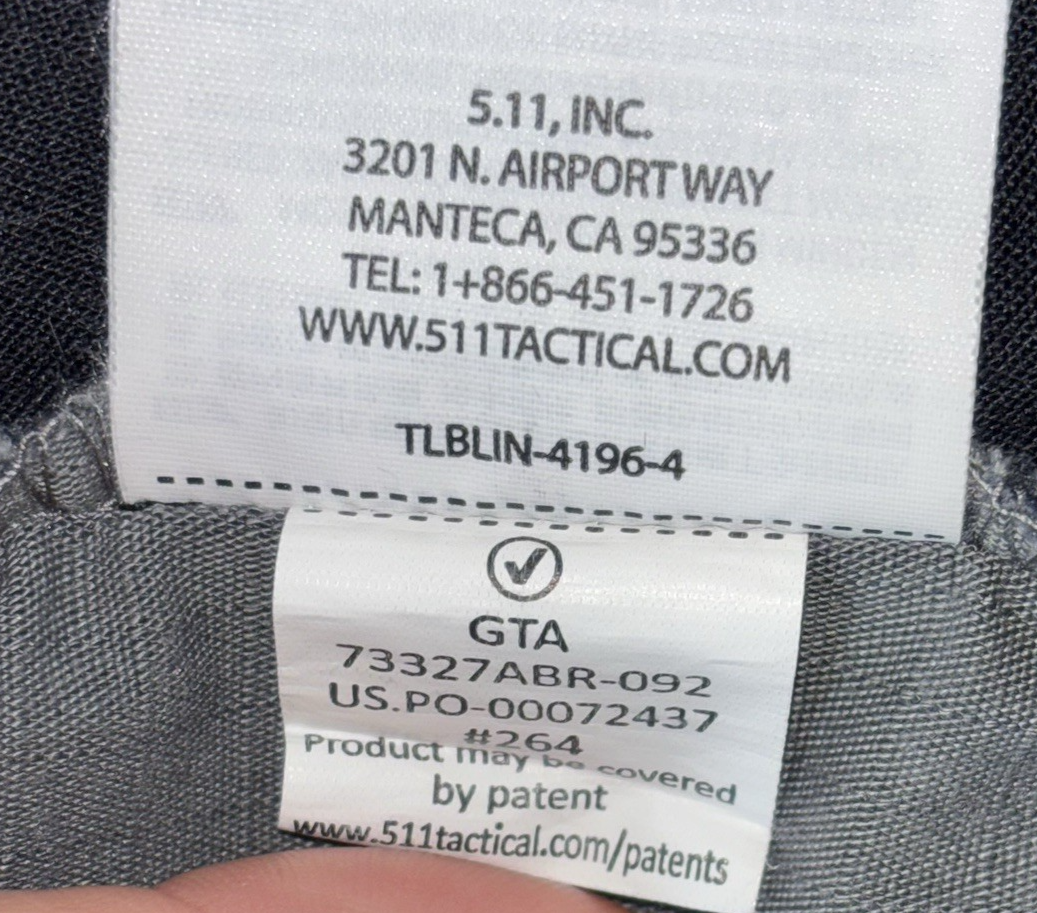 5.11, INC.
3201 N. AIRPORT WAY
MANTECA, CA 95336
TEL: 1+866-451-1726
WWW.511TACTICAL.COM
TLBLIN-4196-4
GTA
73327ABR-092
US.PO-00072437
#264
Product may be covered
by patent
www.511tactical.com/patents